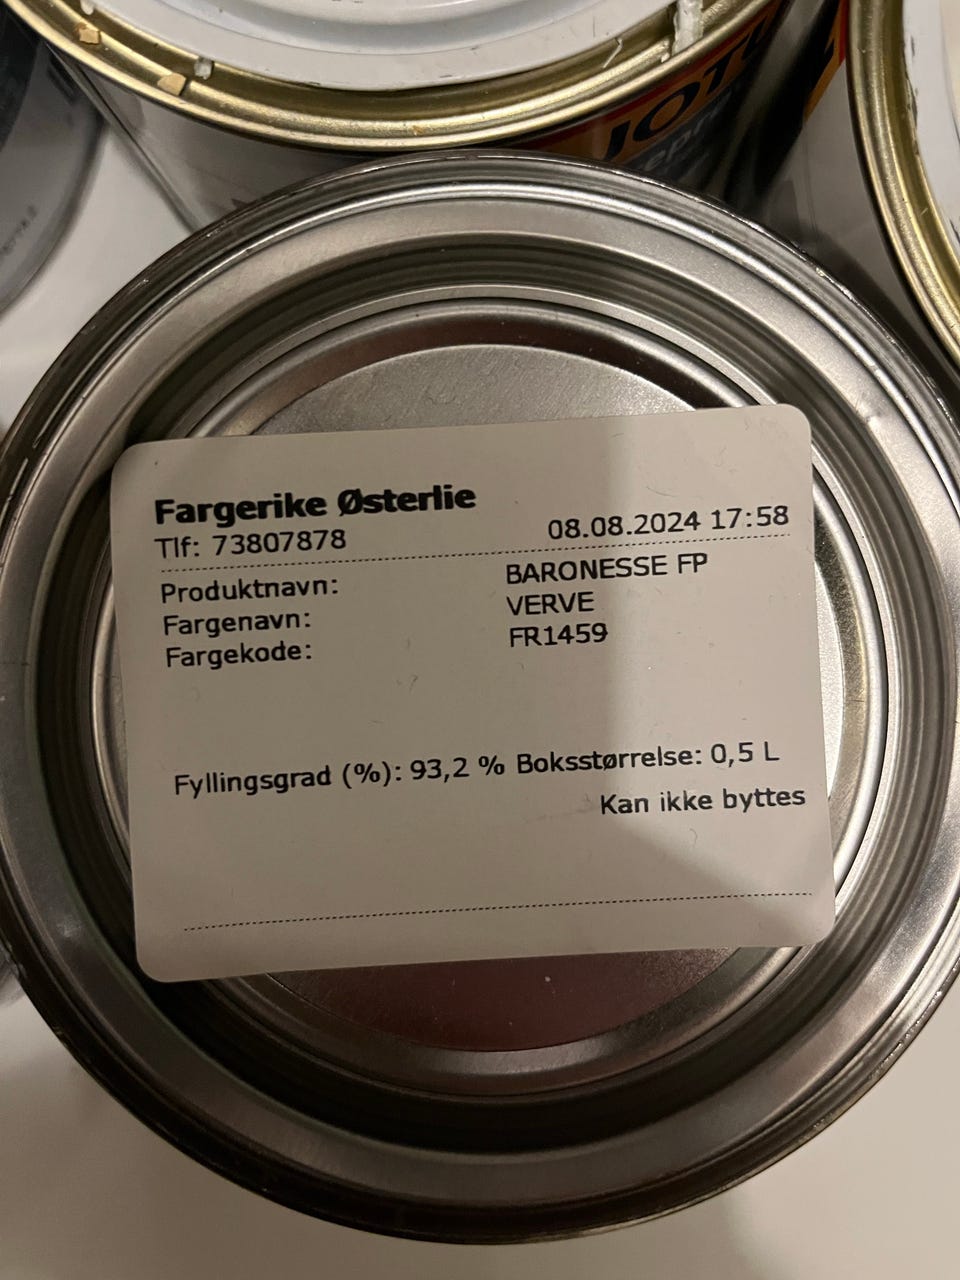 JOTU
Fargerike Østerlie
Tlf: 73807878 08.08.2024 17:58
Produktnavn: BARONESSE FP
Fargenavn: VERVE
Fargekode: FR1459
Fyllingsgrad (%): 93,2 % Boksstørrelse: 0,5 L
Kan ikke byttes